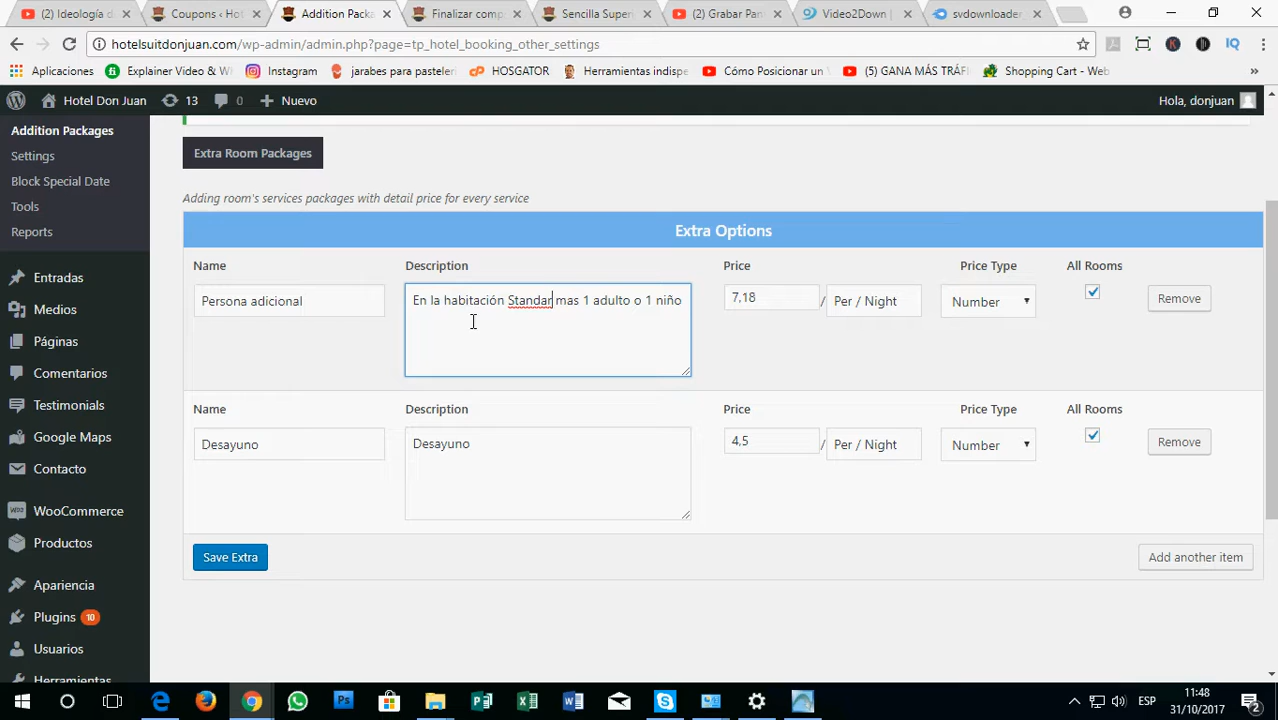 (2) Ideología d
Coupons ‹ Hot
Addition Packa
Finalizar comp
Sencilla Superi
(2) Grabar Pan
Video2Down |
svdownloader
hotelsuitdonjuan.com/wp-admin/admin.php?page=tp_hotel_booking_other_settings
Aplicaciones
Explainer Video & W
Instagram
jarabes para pasteler
HOSGATOR
Herramientas indispe
Cómo Posicionar un
(5) GANA MÁS TRÁF
Shopping Cart - Web
»
Hotel Don Juan
13
0
Nuevo
Hola, donjuan
Addition Packages
Settings
Block Special Date
Tools
Reports
Entradas
Medios
Páginas
Comentarios
Testimonials
Google Maps
Contacto
WooCommerce
Productos
Apariencia
Plugins 10
Usuarios
Herramientas
Extra Room Packages
Adding room's services packages with detail price for every service
Extra Options
Name Description Price Price Type All Rooms
Persona adicional
En la habitación Standar mas 1 adulto o 1 niño
7,18 / Per / Night
Number
Remove
Name Description Price Price Type All Rooms
Desayuno
Desayuno
4,5 / Per / Night
Number
Remove
Save Extra
Add another item
ESP
11:48
31/10/2017
2